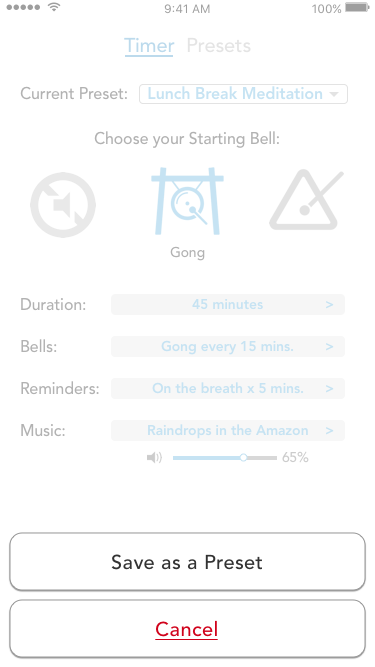 9:41 AM 100%
Timer Presets
Current Preset: Lunch Break Meditation
Choose your Starting Bell:
Gong
Duration: 45 minutes >
Bells: Gong every 15 mins. >
Reminders: On the breath x 5 mins. >
Music: Raindrops in the Amazon >
65%
Save as a Preset
Cancel